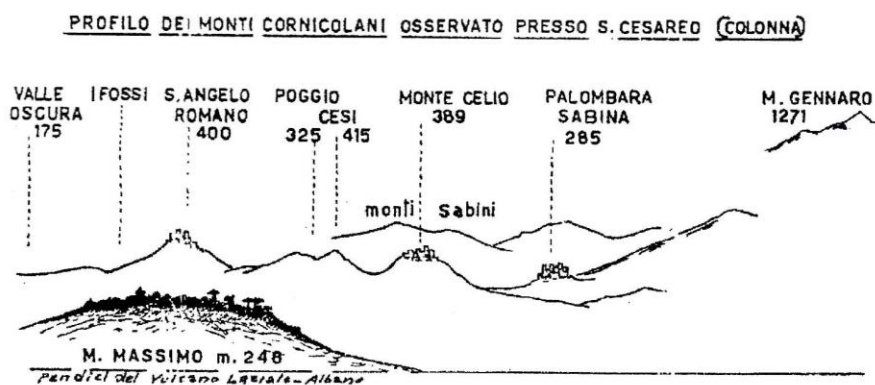 PROFILO DEI MONTI CORNICOLANI OSSERVATO PRESSO S. CESAREO (COLONNA)
VALLE OSCURA 175
I FOSSI
S. ANGELO ROMANO 400
POGGIO CESI 325 415
MONTE CELIO 389
PALOMBARA SABINA 285
M. GENNARO 1271
monti Sabini
M. MASSIMO m. 248
Pendici del Vulcano Laziale-Albano